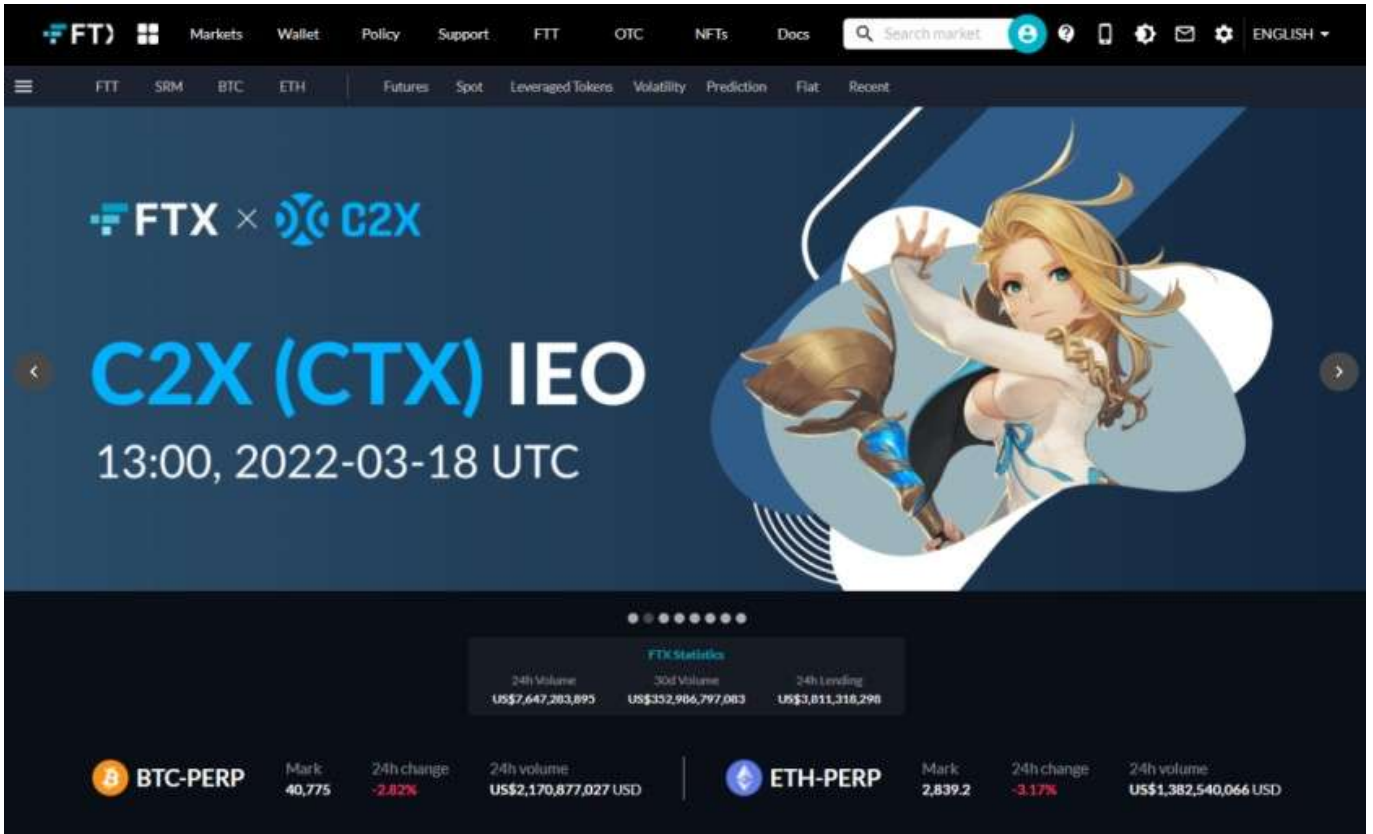 FTX Markets Wallet Policy Support FTT OTC NFTs Docs Search market ENGLISH
FTT SRM BTC ETH Futures Spot Leveraged Tokens Volatility Prediction Fiat Recent
FTX × C2X
C2X (CTX) IEO
13:00, 2022-03-18 UTC
FTX Statistics
24h Volume 30d Volume 24h Lending
US$7,647,283,895 US$352,986,797,083 US$3,811,318,298
BTC-PERP Mark 24h change 24h volume ETH-PERP Mark 24h change 24h volume
40,775 -2.82% US$2,170,877,027 USD 2,839.2 -3.17% US$1,382,540,066 USD